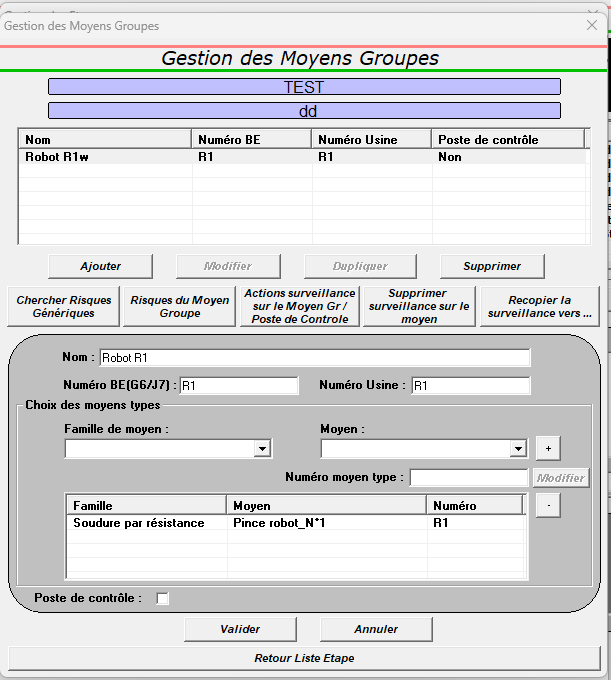 Gestion des Moyens Groupes
Gestion des Moyens Groupes
TEST
dd
Nom Numéro BE Numéro Usine Poste de contrôle
Robot R1w R1 R1 Non
Ajouter Modifier Dupliquer Supprimer
Chercher Risques
Génériques
Risques du Moyen
Groupe
Actions surveillance
sur le Moyen Gr /
Poste de Controle
Supprimer
surveillance sur le
moyen
Recopier la
surveillance vers ...
Nom : Robot R1
Numéro BE(G6/J7) : R1 Numéro Usine : R1
Choix des moyens types
Famille de moyen : Moyen :
+
Numéro moyen type : Modifier
-
Famille Moyen Numéro
Soudure par résistance Pince robot_N°1 R1
Poste de contrôle :
Valider Annuler
Retour Liste Etape